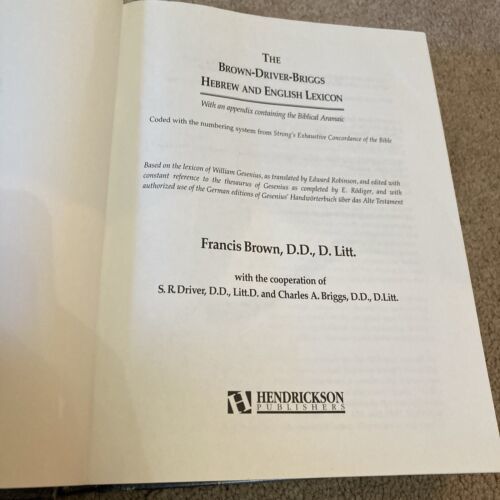 THE
BROWN-DRIVER-BRIGGS
HEBREW AND ENGLISH LEXICON
With an appendix containing the Biblical Aramaic
Coded with the numbering system from Strong's Exhaustive Concordance of the Bible
Based on the lexicon of William Gesenius, as translated by Edward Robinson, and edited with
constant reference to the thesaurus of Gesenius as completed by E. Rödiger, and with
authorized use of the German editions of Gesenius' Handwörterbuch über das Alte Testament
Francis Brown, D.D., D. Litt.
with the cooperation of
S. R. Driver, D.D., Litt.D. and Charles A. Briggs, D.D., D.Litt.
HENDRICKSON
PUBLISHERS